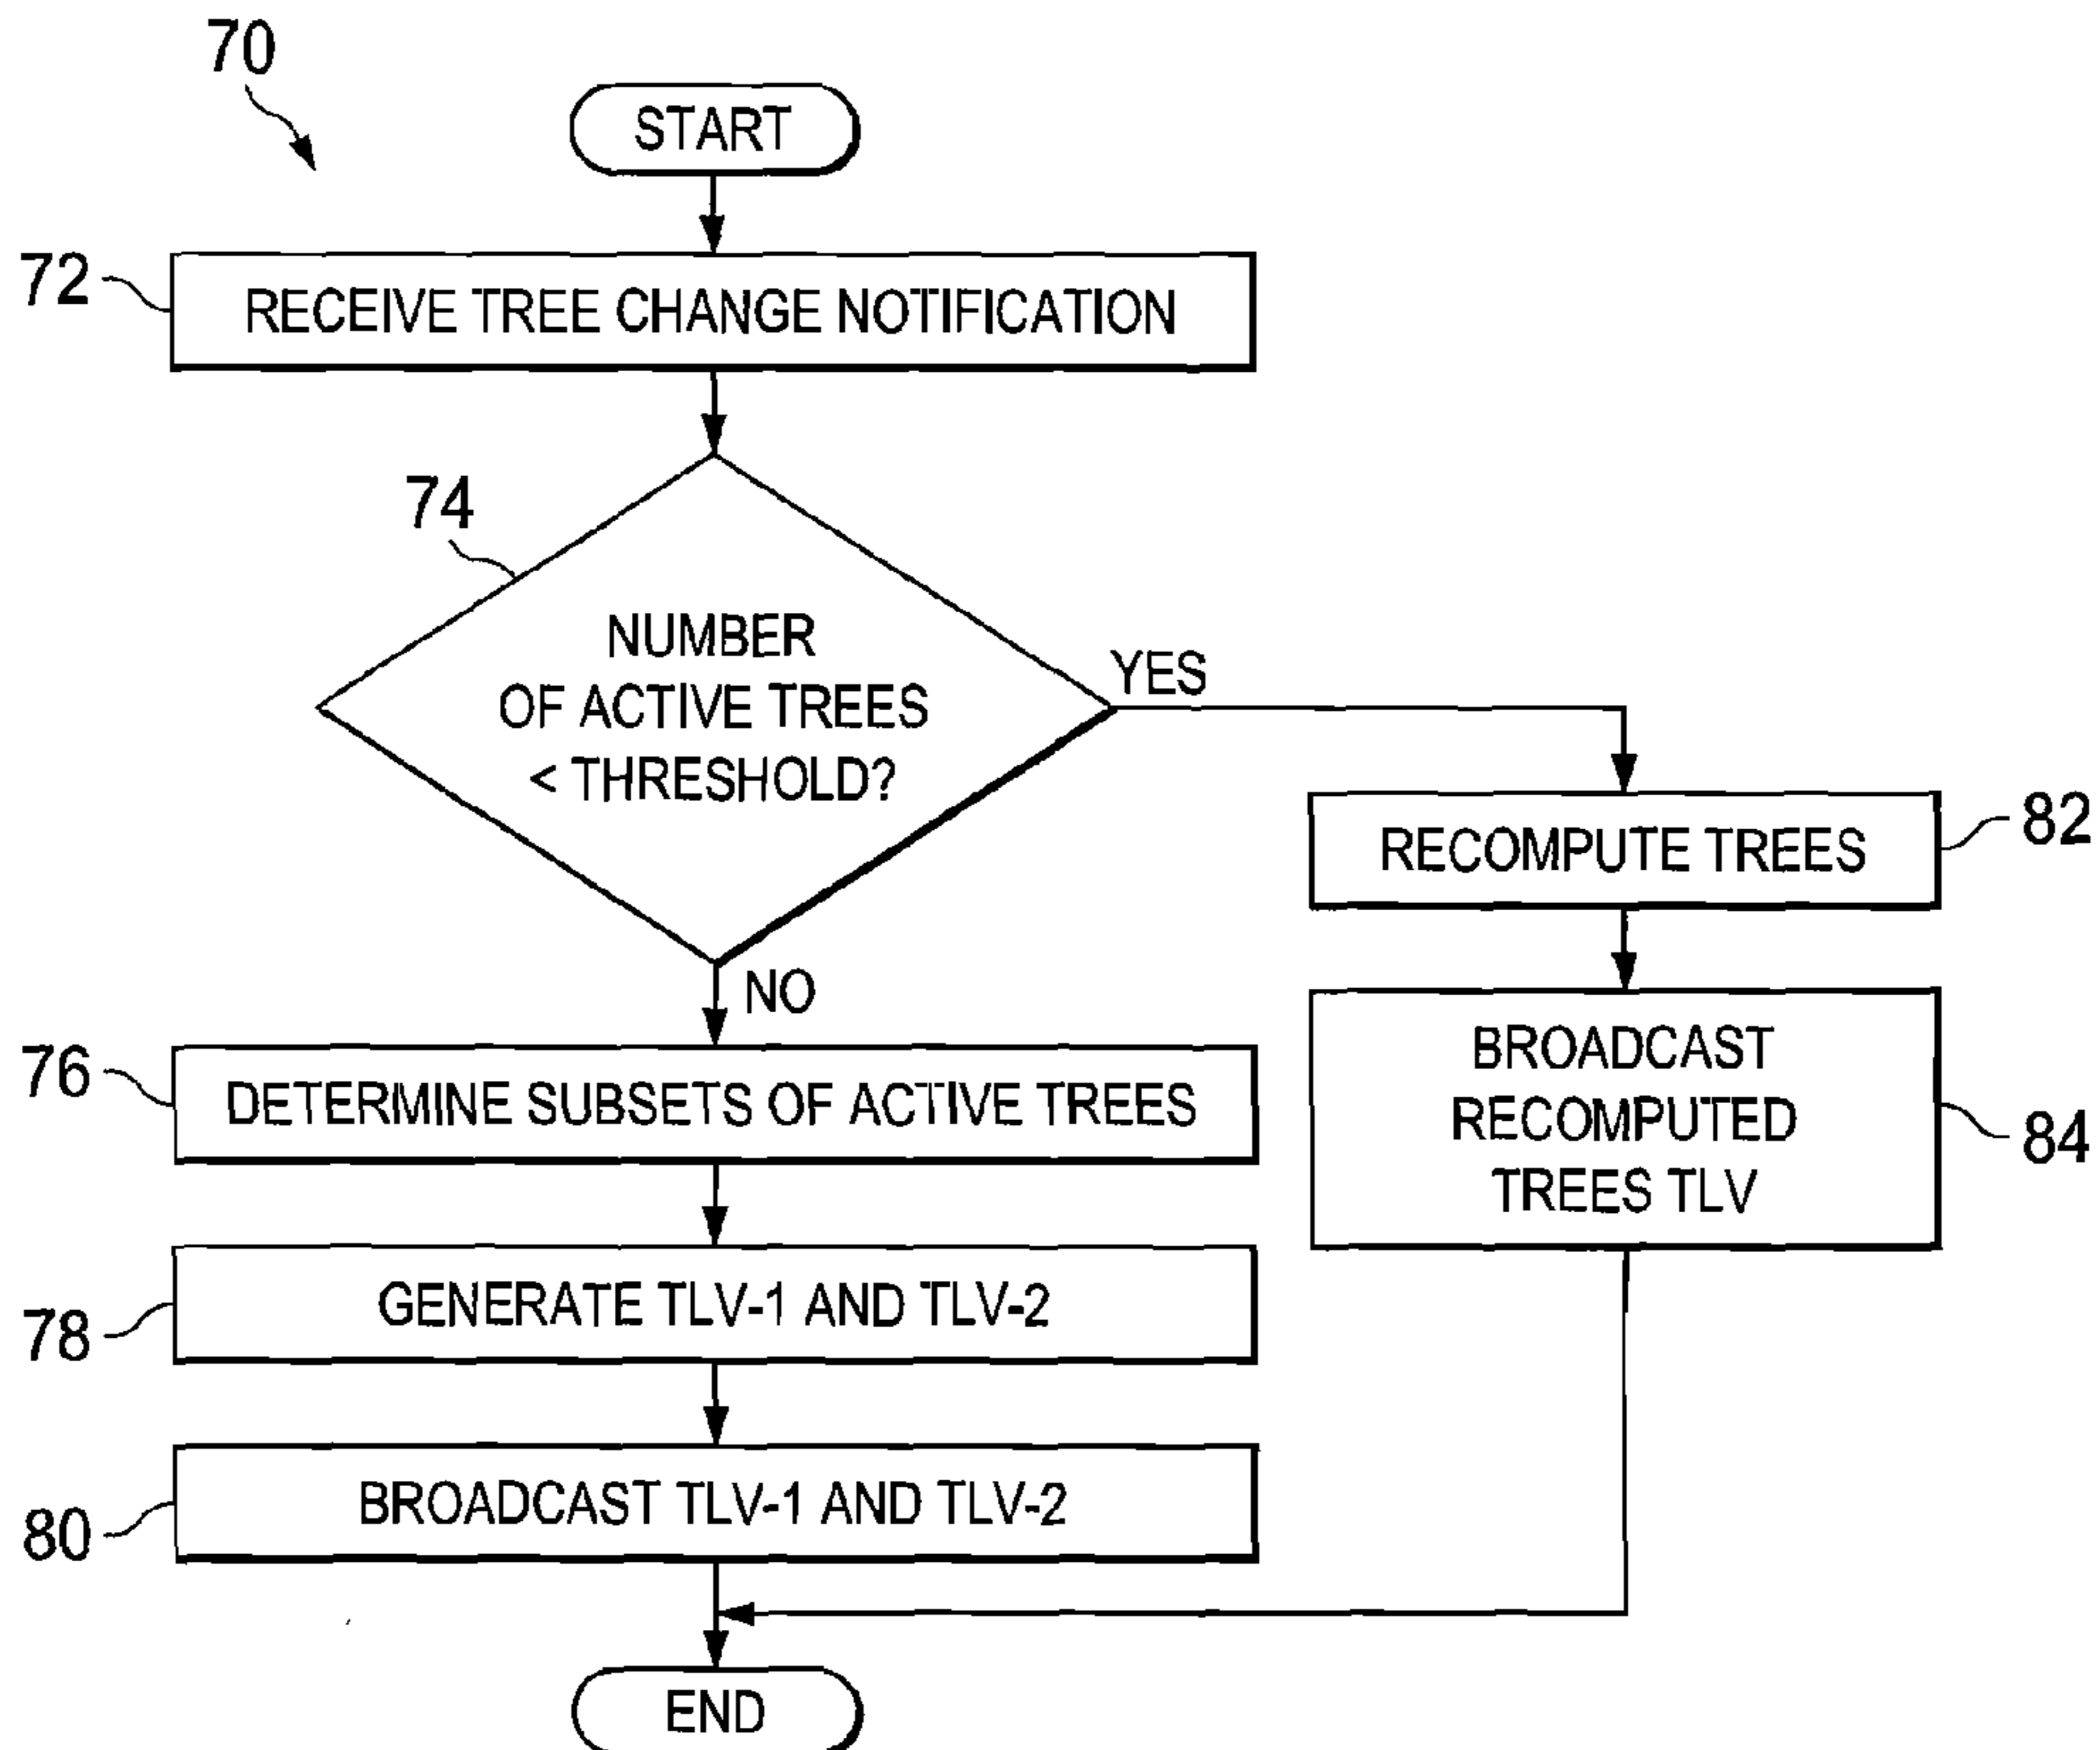 70
START
72
RECEIVE TREE CHANGE NOTIFICATION
74
NUMBER
OF ACTIVE TREES
< THRESHOLD?
YES
NO
82
RECOMPUTE TREES
84
BROADCAST
RECOMPUTED
TREES TLV
76
DETERMINE SUBSETS OF ACTIVE TREES
78
GENERATE TLV-1 AND TLV-2
80
BROADCAST TLV-1 AND TLV-2
END